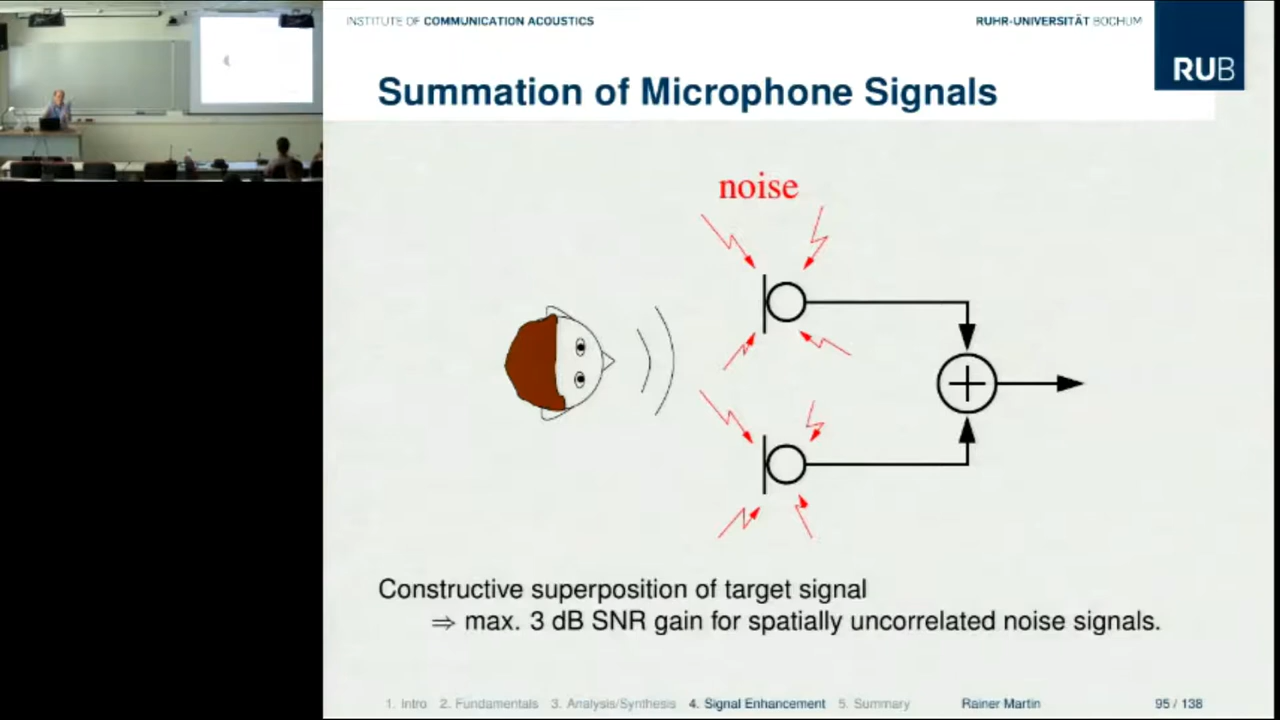 INSTITUTE OF COMMUNICATION ACOUSTICS
RUHR-UNIVERSITÄT BOCHUM
RUB
Summation of Microphone Signals
noise
Constructive superposition of target signal
⇒ max. 3 dB SNR gain for spatially uncorrelated noise signals.
1. Intro 2. Fundamentals 3. Analysis/Synthesis 4. Signal Enhancement 5. Summary Rainer Martin 95 / 138